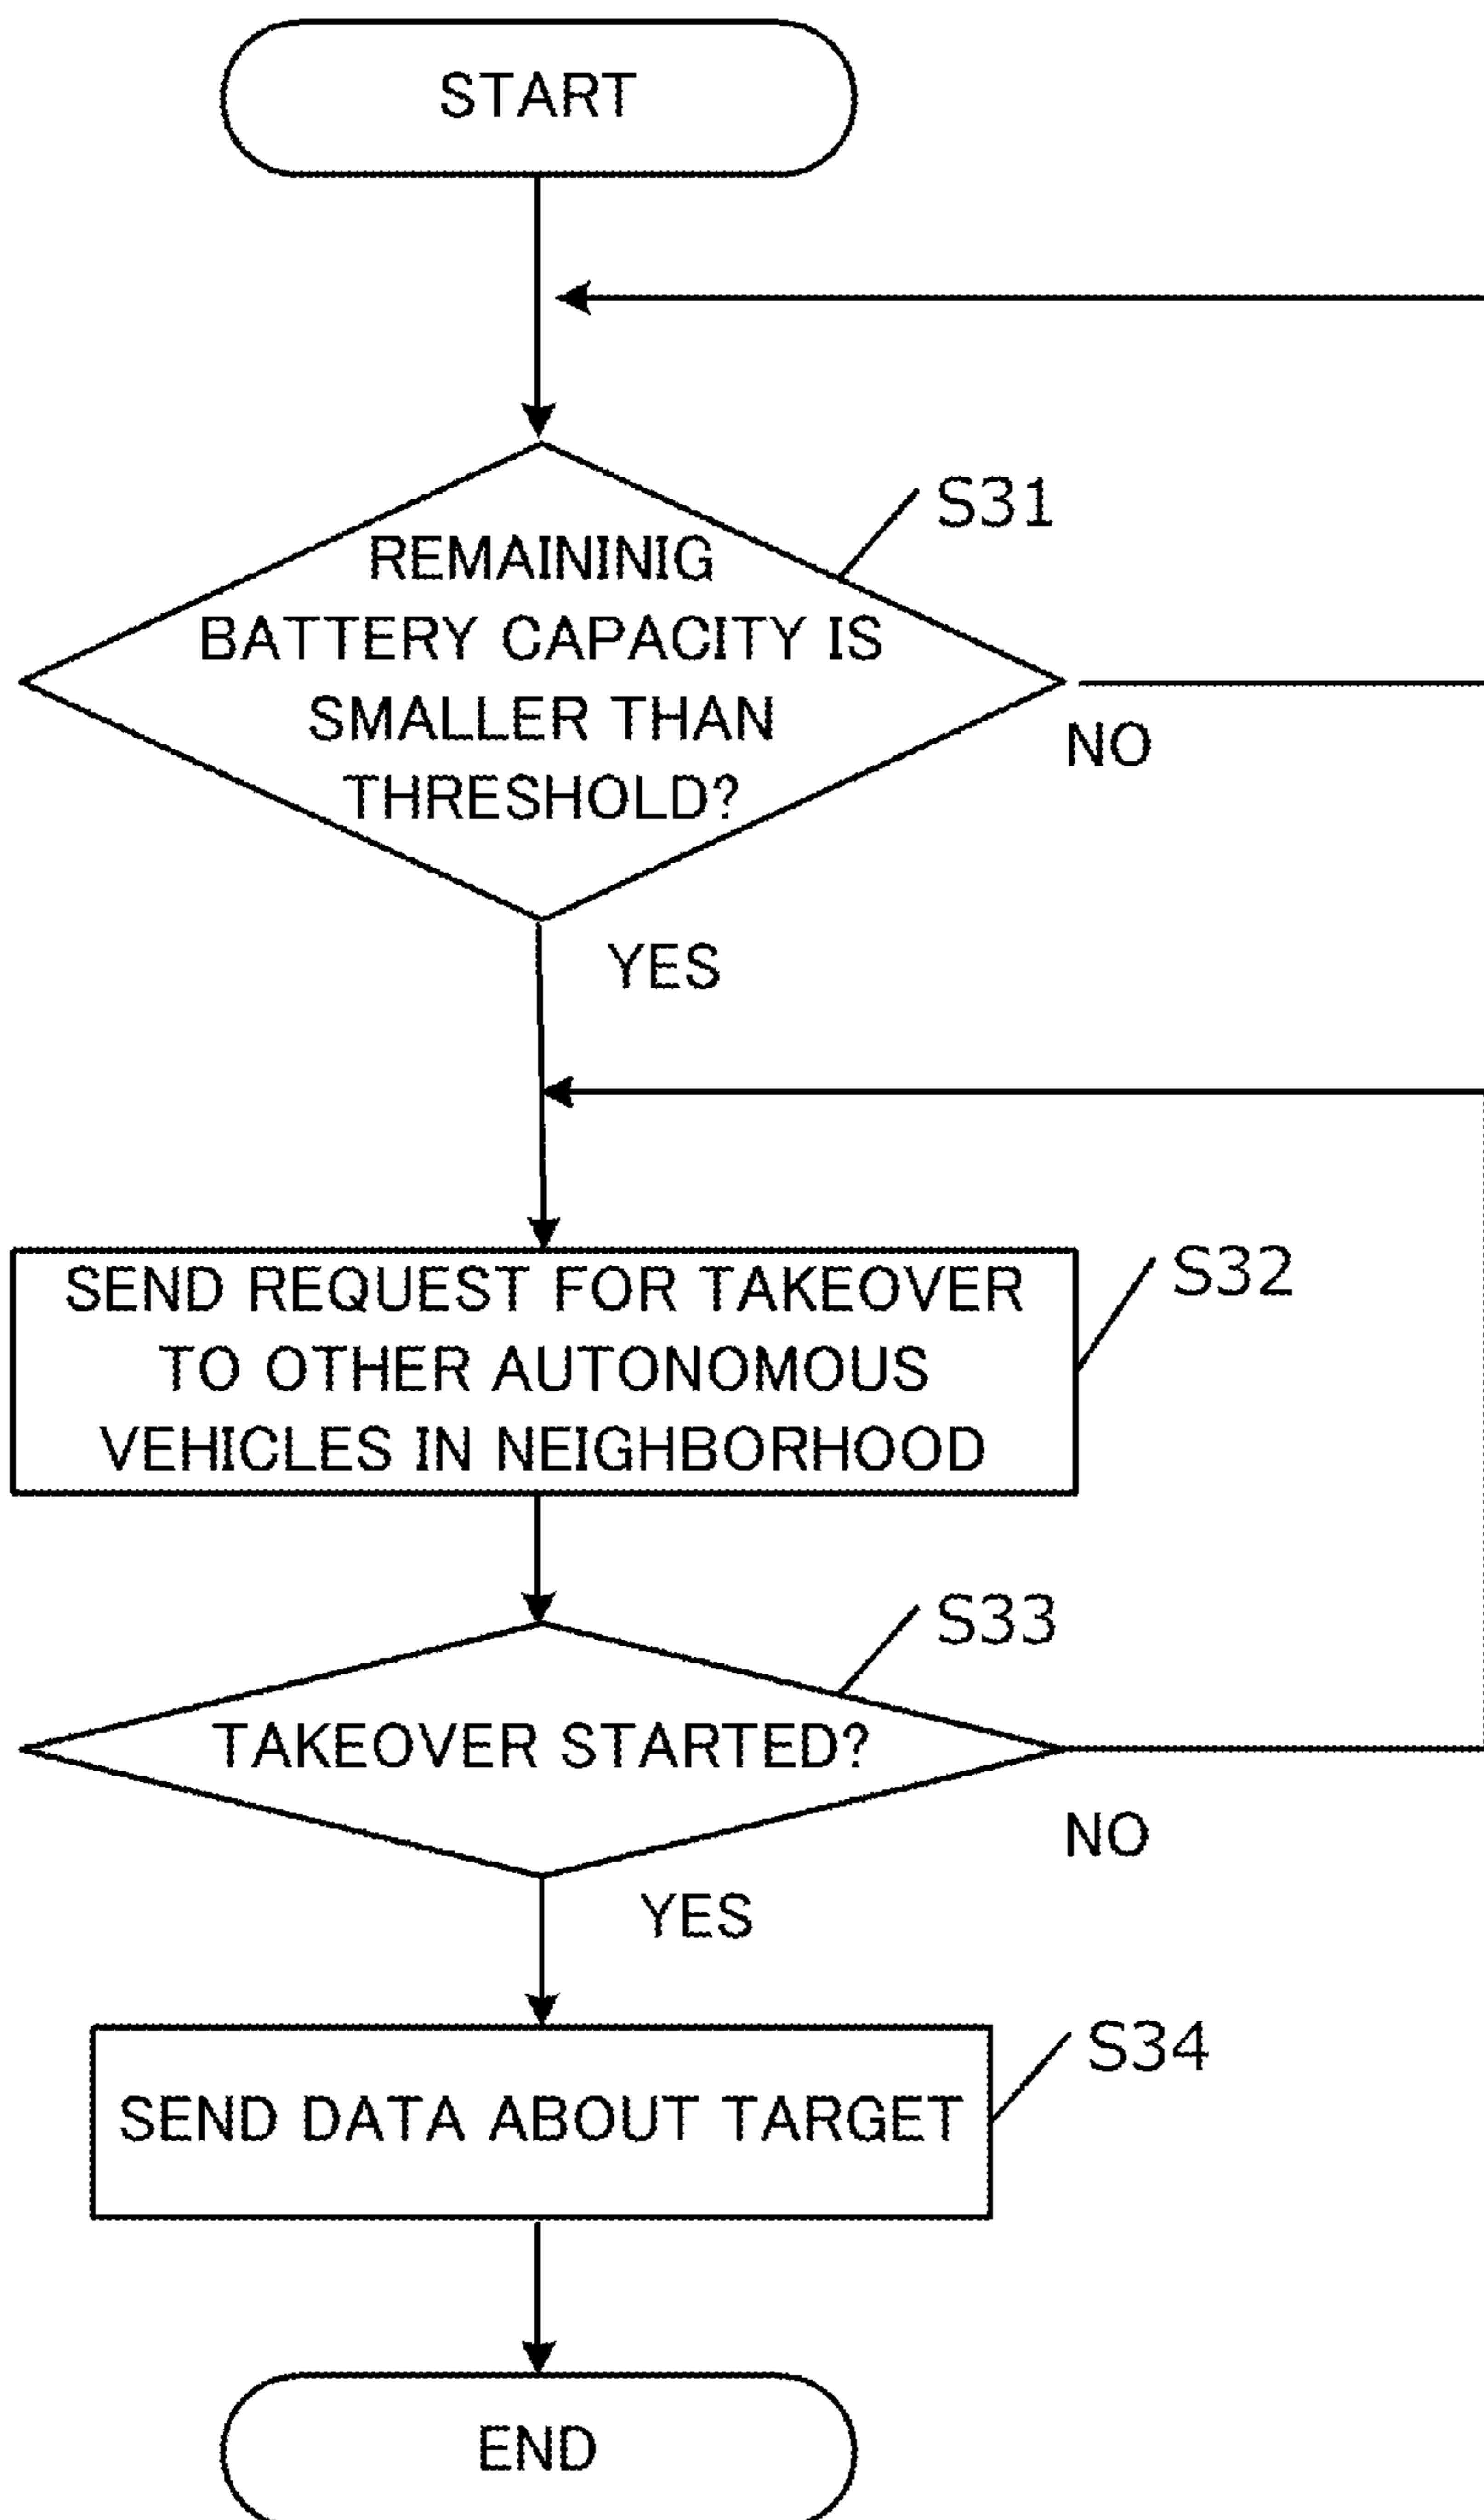 START
S31
REMAININIG
BATTERY CAPACITY IS
SMALLER THAN
THRESHOLD?
NO
YES
S32
SEND REQUEST FOR TAKEOVER
TO OTHER AUTONOMOUS
VEHICLES IN NEIGHBORHOOD
S33
TAKEOVER STARTED?
NO
YES
S34
SEND DATA ABOUT TARGET
END